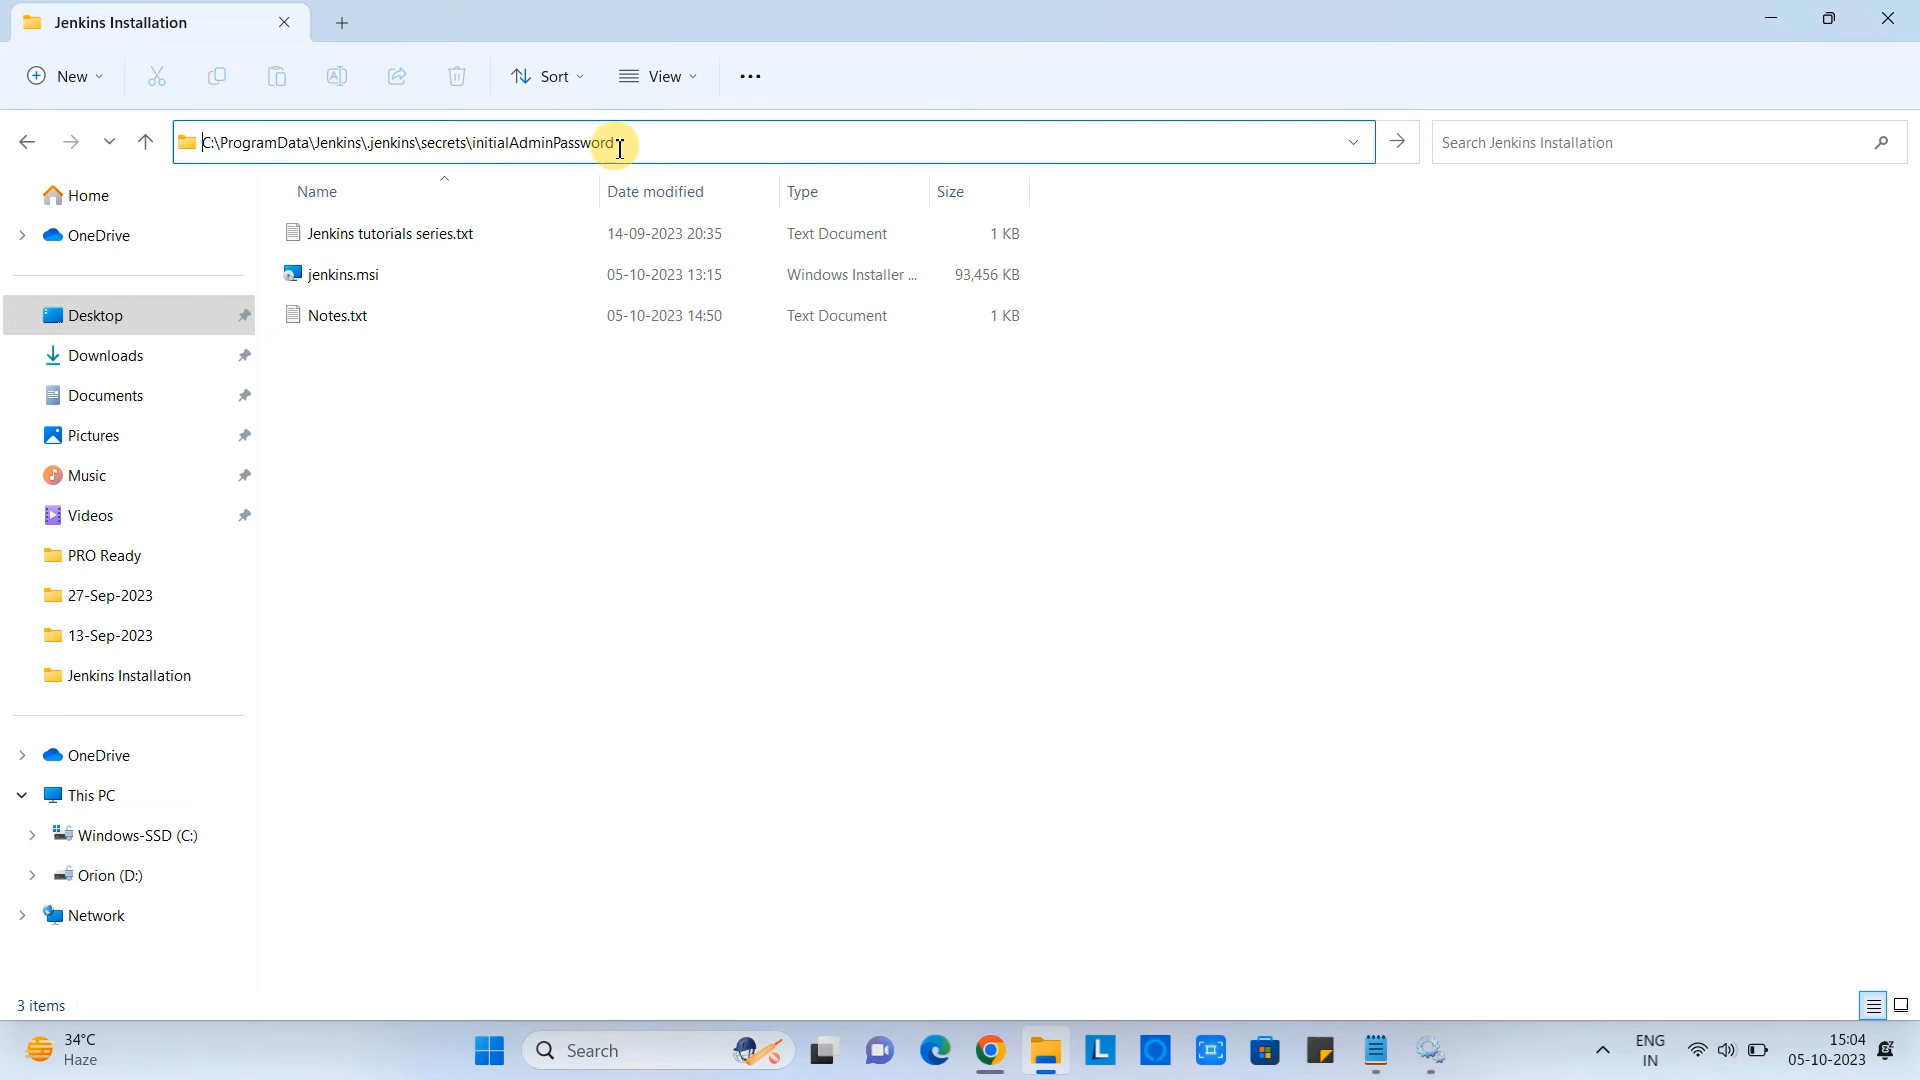 Jenkins Installation
New
Sort
View
C:\ProgramData\Jenkins\.jenkins\secrets\initialAdminPassword
Search Jenkins Installation
Name
Date modified
Type
Size
Home
OneDrive
Desktop
Downloads
Documents
Pictures
Music
Videos
PRO Ready
27-Sep-2023
13-Sep-2023
Jenkins Installation
OneDrive
This PC
Windows-SSD (C:)
Orion (D:)
Network
Jenkins tutorials series.txt 14-09-2023 20:35 Text Document 1 KB
jenkins.msi 05-10-2023 13:15 Windows Installer ... 93,456 KB
Notes.txt 05-10-2023 14:50 Text Document 1 KB
3 items
34°C
Haze
Search
L
ENG
IN
15:04
05-10-2023